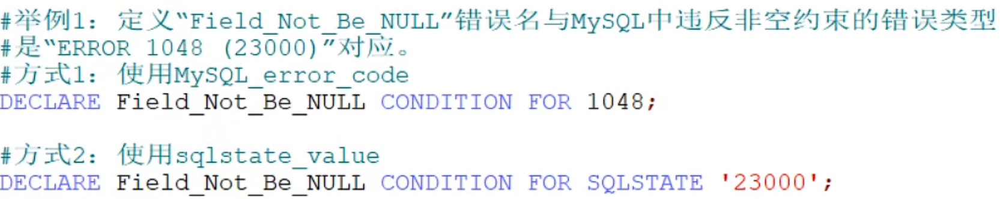 #举例1：定义“Field_Not_Be_NULL”错误名与MySQL中违反非空约束的错误类型
#是“ERROR 1048 (23000)”对应。
#方式1：使用MySQL_error_code
DECLARE Field_Not_Be_NULL CONDITION FOR 1048;
#方式2：使用sqlstate_value
DECLARE Field_Not_Be_NULL CONDITION FOR SQLSTATE '23000';